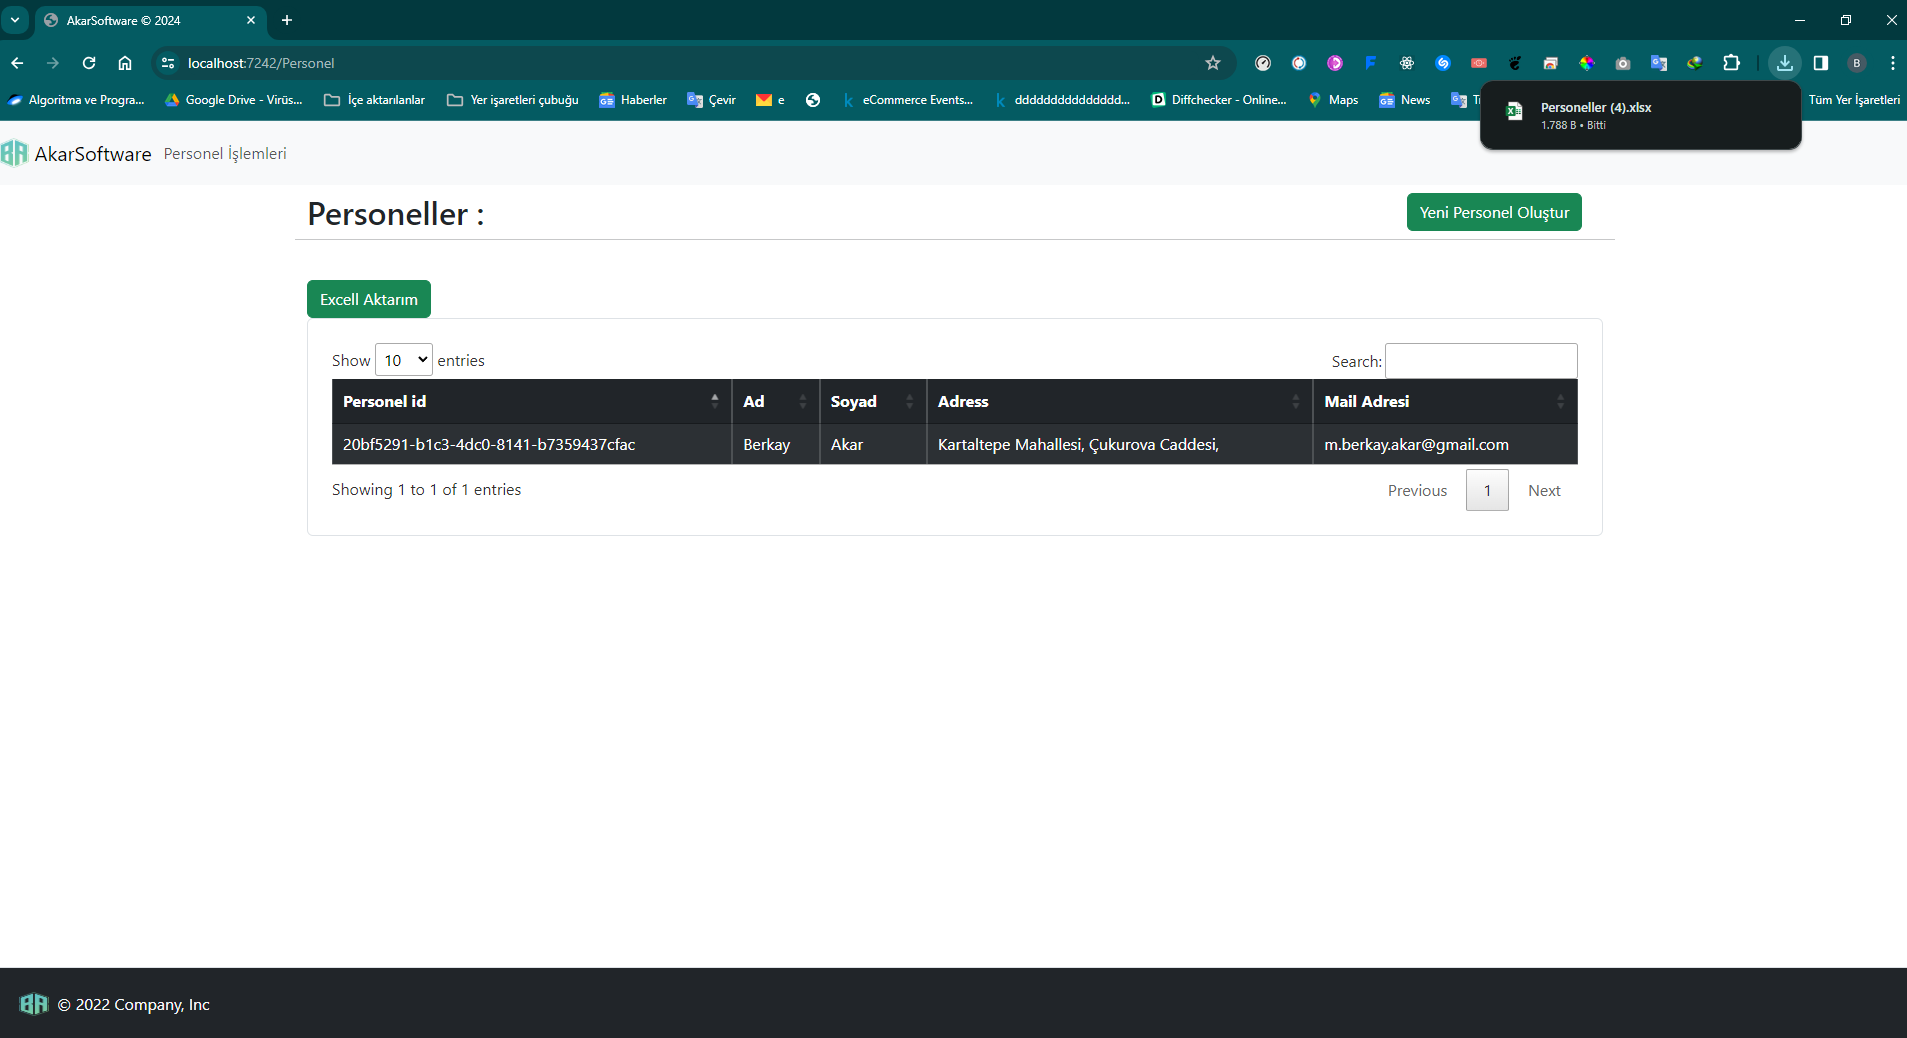 AkarSoftware © 2024
localhost:7242/Personel
Algoritma ve Progra... Google Drive - Virüs... İçe aktarılanlar Yer işaretleri çubuğu Haberler Çevir e eCommerce Events... ddddddddddddddd... Diffchecker - Online... Maps News Tüm Yer İşaretleri
Personeller (4).xlsx
1.788 B • Bitti
BA AkarSoftware Personel İşlemleri
Personeller :
Yeni Personel Oluştur
Excell Aktarım
Show 10 entries
Search:
Personel id Ad Soyad Adress Mail Adresi
20bf5291-b1c3-4dc0-8141-b7359437cfac Berkay Akar Kartaltepe Mahallesi, Çukurova Caddesi, m.berkay.akar@gmail.com
Showing 1 to 1 of 1 entries
Previous 1 Next
BA © 2022 Company, Inc